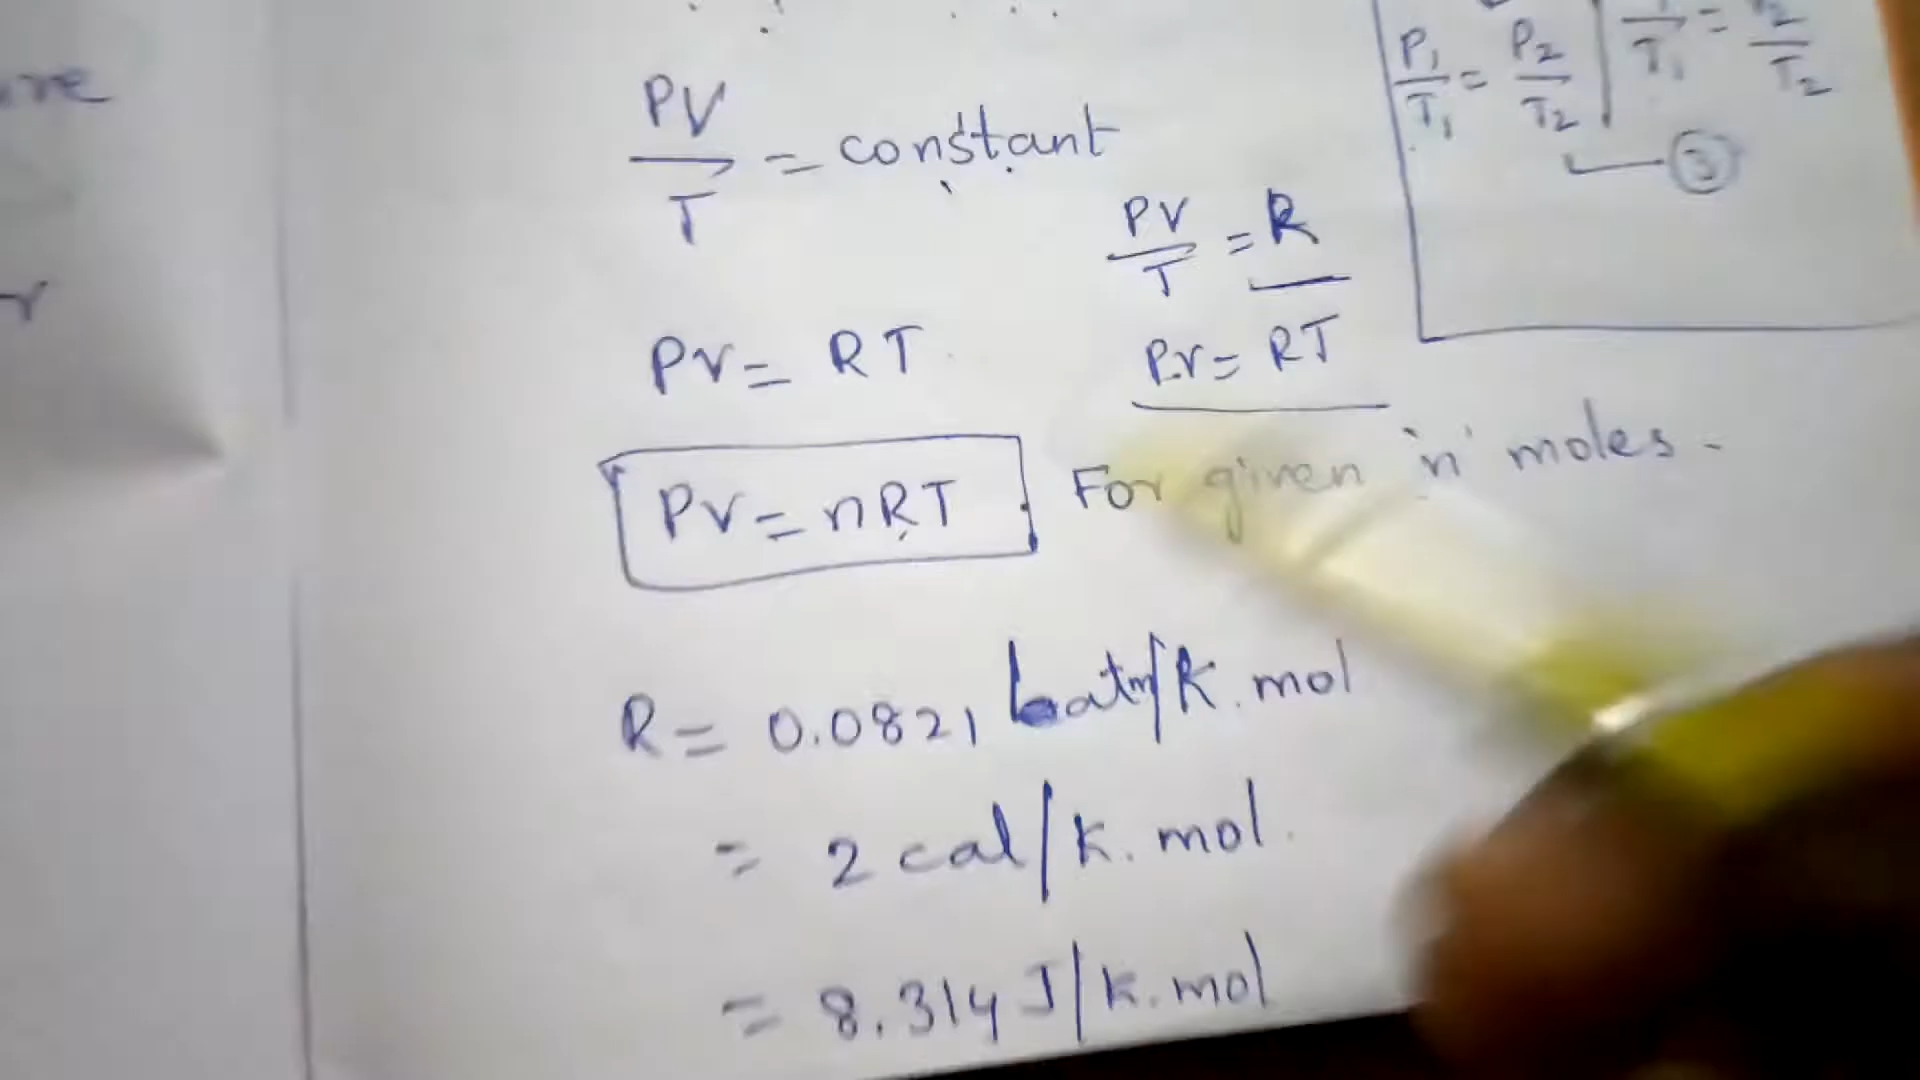 PV/T = constant
P1/T1 = P2/T2
PV/T = R
PV = RT
PV = RT
PV = nRT For given 'n' moles.
R = 0.0821 Latm/K.mol
= 2 cal/K.mol.
= 8.314 J/K.mol
3